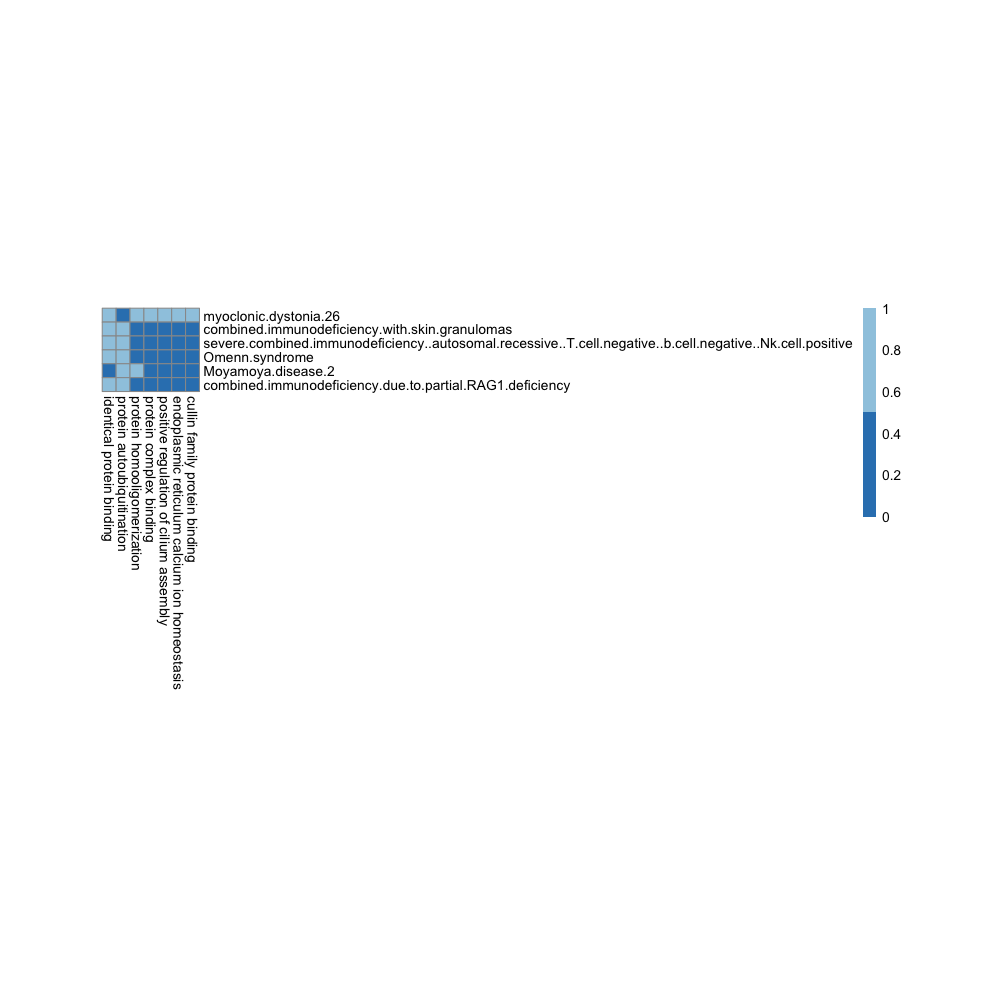 myoclonic.dystonia.26
combined.immunodeficiency.with.skin.granulomas
severe.combined.immunodeficiency..autosomal.recessive..T.cell.negative..b.cell.negative..Nk.cell.positive
Omenn.syndrome
Moyamoya.disease.2
combined.immunodeficiency.due.to.partial.RAG1.deficiency
identical protein binding
protein autoubiquitination
protein homooligomerization
protein complex binding
positive regulation of cilium assembly
endoplasmic reticulum calcium ion homeostasis
cullin family protein binding
1
0.8
0.6
0.4
0.2
0